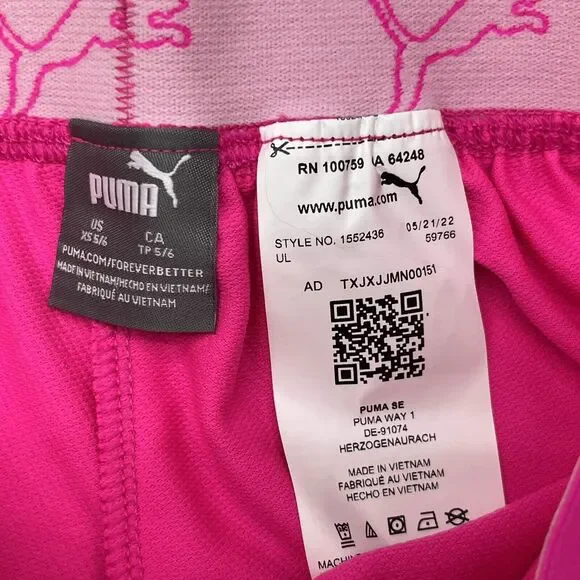 PUMA
US
XS 5/6
CA
TP 5/6
PUMA.COM/FOREVERBETTER
MADE IN VIETNAM/HECHO EN VIETNAM/
FABRIQUÉ AU VIETNAM
RN 100759 CA 64248
www.puma.com
STYLE NO. 1552436
05/21/22
UL
59766
AD TXJXJJMN00151
PUMA SE
PUMA WAY 1
DE-91074
HERZOGENAURACH
MADE IN VIETNAM
FABRIQUÉ AU VIETNAM
HECHO EN VIETNAM